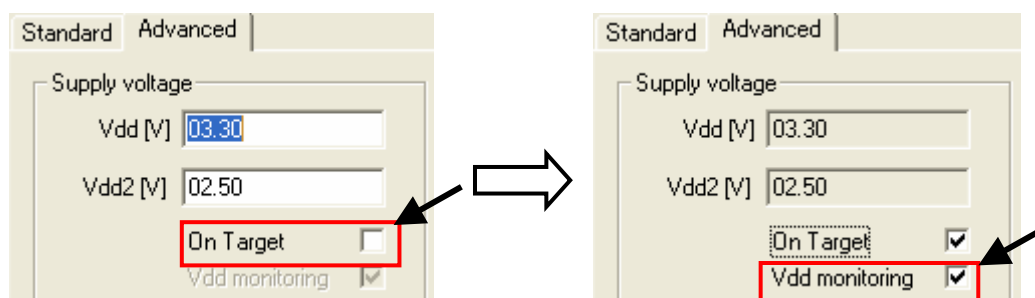 Standard Advanced
Supply voltage
Vdd [V] 03.30
Vdd2 [V] 02.50
On Target
Vdd monitoring
Standard Advanced
Supply voltage
Vdd [V] 03.30
Vdd2 [V] 02.50
On Target
Vdd monitoring